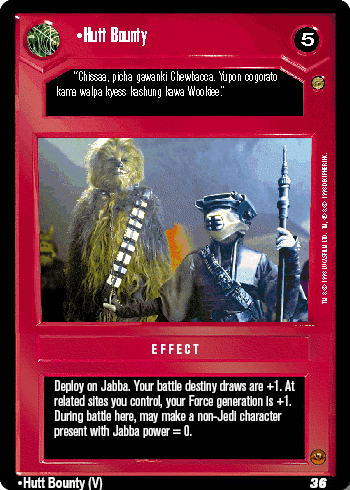 •Hutt Bounty
5
“Chissaa, picha gawanki Chewbacca. Yupon cogorato
kama walpa kyess kashung kawa Wookiee.”
EFFECT
Deploy on Jabba. Your battle destiny draws are +1. At
related sites you control, your Force generation is +1.
During battle here, may make a non-Jedi character
present with Jabba power = 0.
•Hutt Bounty (V)
36